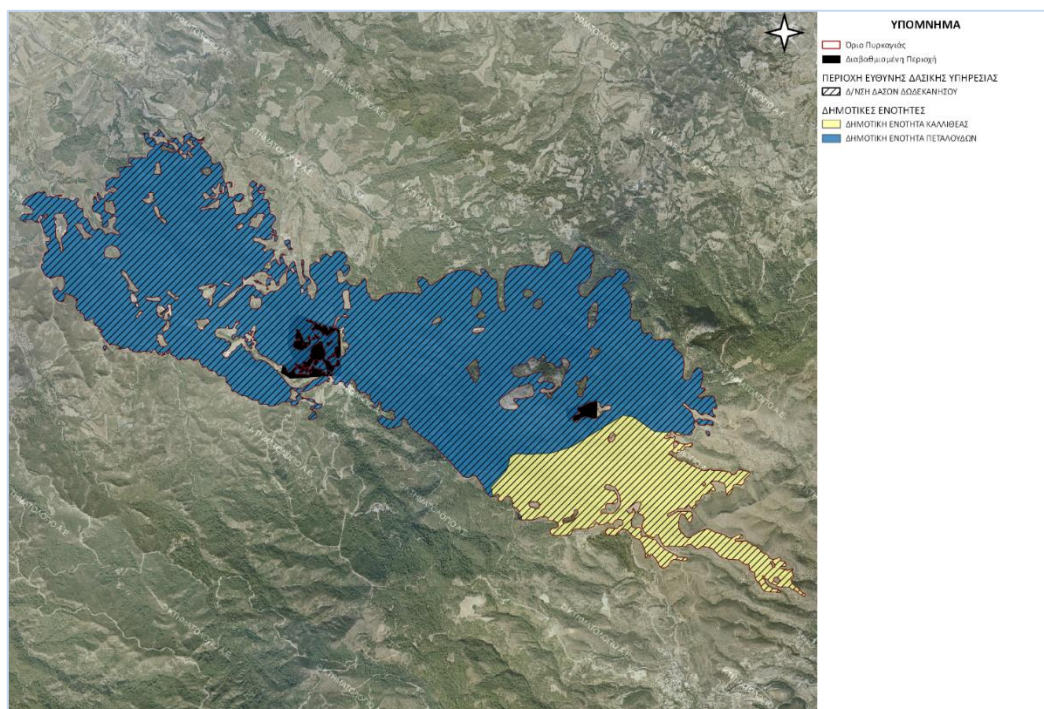 ΥΠΟΜΝΗΜΑ
Όριο Πυρκαγιάς
Διαβαθμισμένη Περιοχή
ΠΕΡΙΟΧΗ ΕΥΘΥΝΗΣ ΔΑΣΙΚΗΣ ΥΠΗΡΕΣΙΑΣ
Δ/ΝΣΗ ΔΑΣΩΝ ΔΩΔΕΚΑΝΗΣΟΥ
ΔΗΜΟΤΙΚΕΣ ΕΝΟΤΗΤΕΣ
ΔΗΜΟΤΙΚΗ ΕΝΟΤΗΤΑ ΚΑΛΛΙΘΕΑΣ
ΔΗΜΟΤΙΚΗ ΕΝΟΤΗΤΑ ΠΕΤΑΛΟΥΔΩΝ